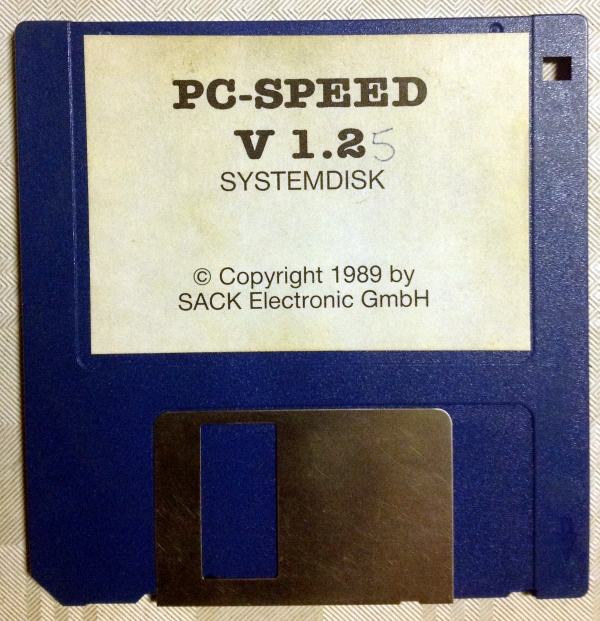 PC-SPEED
V 1.25
SYSTEMDISK
© Copyright 1989 by
SACK Electronic GmbH